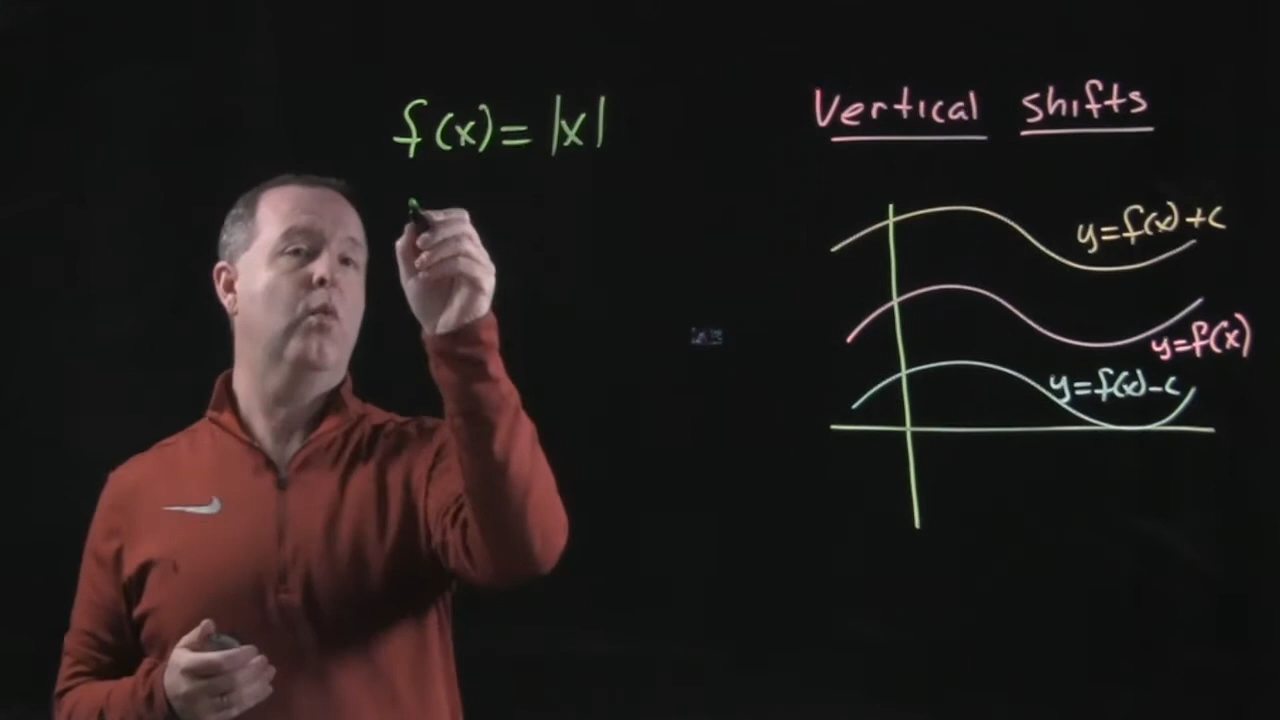 f(x) = |x|
Vertical shifts
y=f(x)+c
y=f(x)
y=f(x)-c